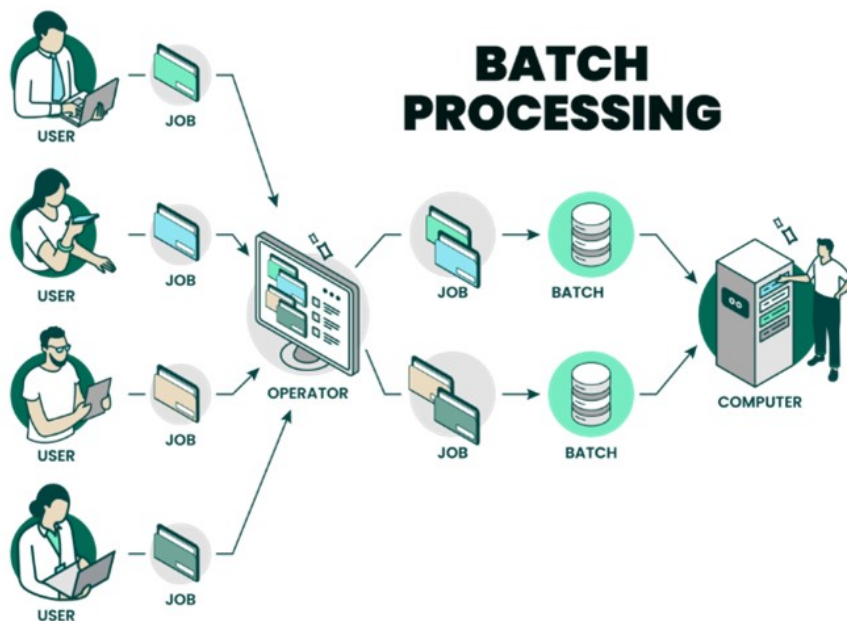 BATCH
PROCESSING
USER
JOB
USER
JOB
USER
JOB
USER
JOB
OPERATOR
JOB
BATCH
JOB
BATCH
COMPUTER